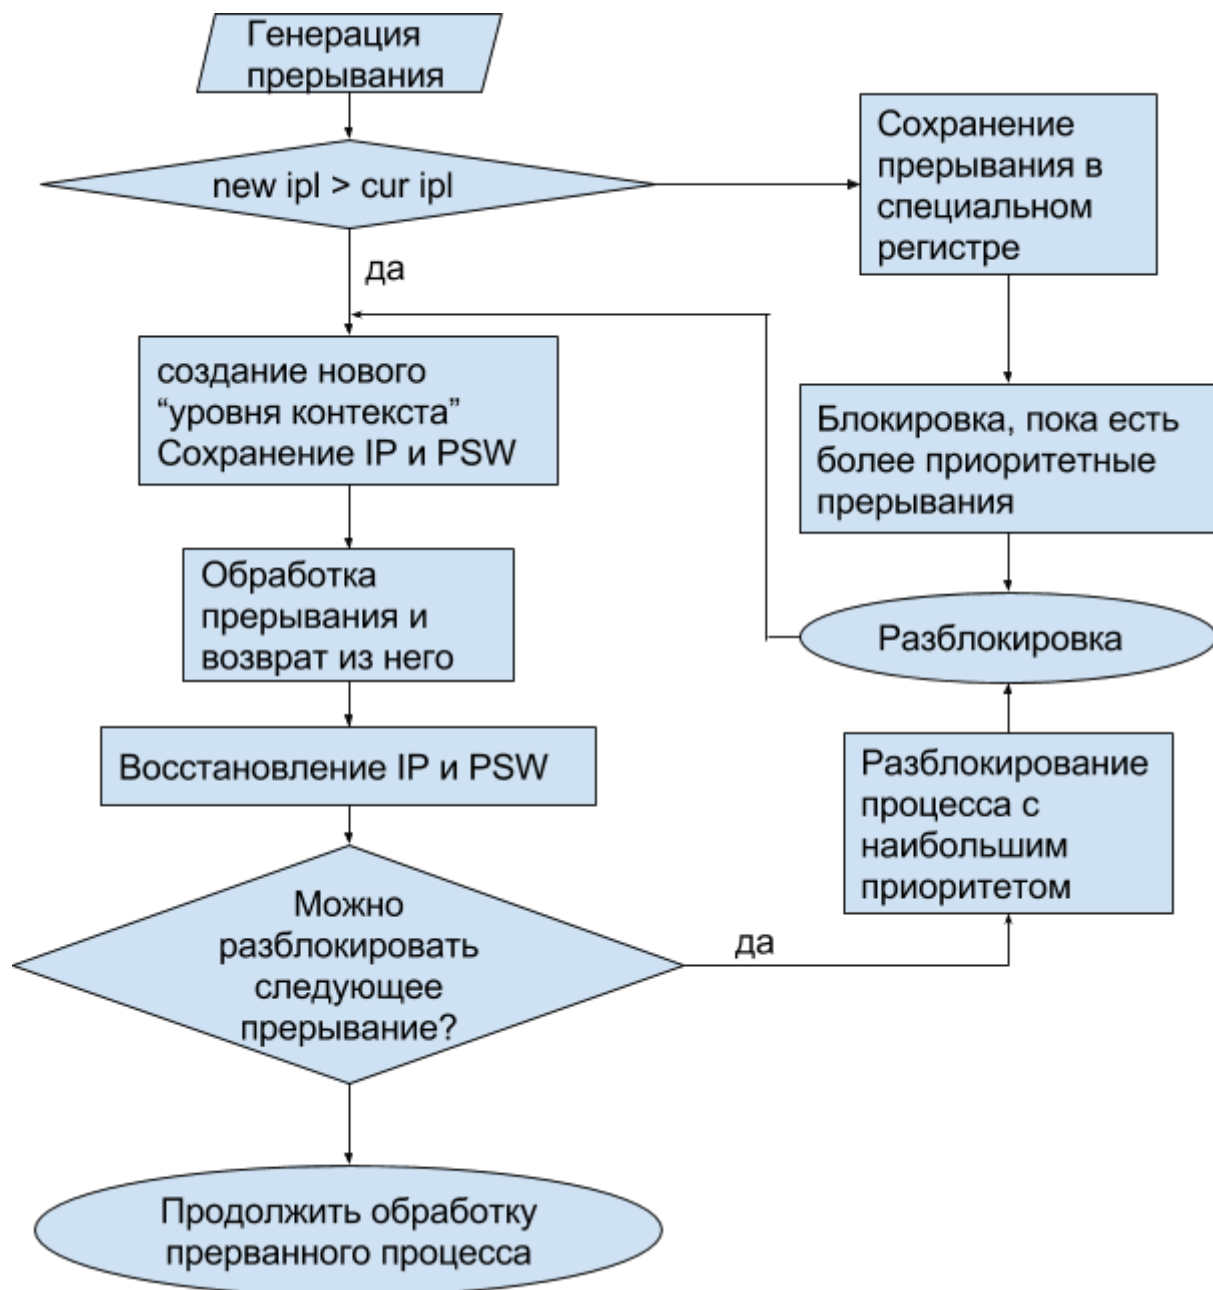 Генерация
прерывания
new ipl > cur ipl
да
Сохранение
прерывания в
специальном
регистре
создание нового
“уровня контекста”
Сохранение IP и PSW
Блокировка, пока есть
более приоритетные
прерывания
Обработка
прерывания и
возврат из него
Разблокировка
Восстановление IP и PSW
Разблокирование
процесса с
наибольшим
приоритетом
Можно
разблокировать
следующее
прерывание?
да
Продолжить обработку
прерванного процесса